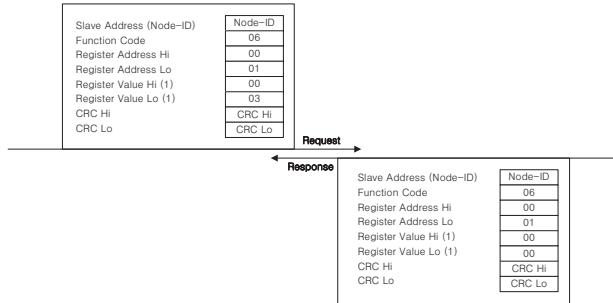 Slave Address (Node-ID) Node-ID
Function Code 06
Register Address Hi 00
Register Address Lo 01
Register Value Hi (1) 00
Register Value Lo (1) 03
CRC Hi CRC Hi
CRC Lo CRC Lo
Request
Response
Slave Address (Node-ID) Node-ID
Function Code 06
Register Address Hi 00
Register Address Lo 01
Register Value Hi (1) 00
Register Value Lo (1) 00
CRC Hi CRC Hi
CRC Lo CRC Lo